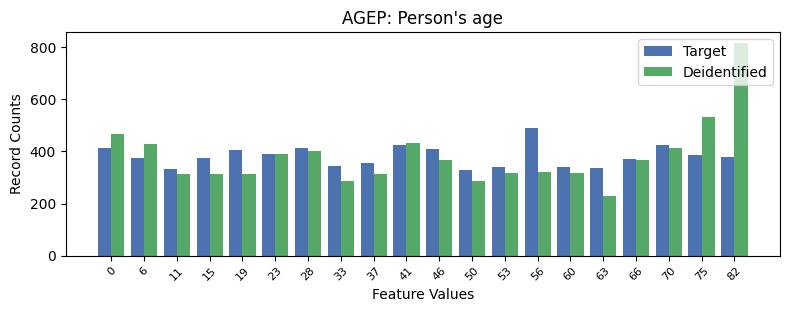 AGEP: Person's age
Target
Deidentified
Record Counts
800
600
400
200
0
0 6 11 15 19 23 28 33 37 41 46 50 53 56 60 63 66 70 75 82
Feature Values